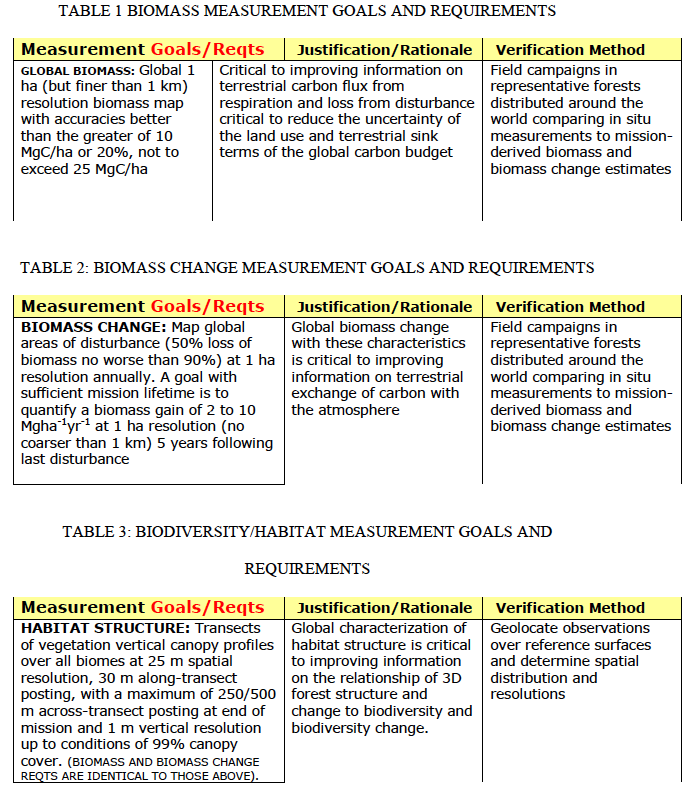 TABLE 1 BIOMASS MEASUREMENT GOALS AND REQUIREMENTS
Measurement Goals/Reqts
Justification/Rationale
Verification Method
GLOBAL BIOMASS: Global 1
ha (but finer than 1 km)
resolution biomass map
with accuracies better
than the greater of 10
MgC/ha or 20%, not to
exceed 25 MgC/ha
Critical to improving information on
terrestrial carbon flux from
respiration and loss from disturbance
critical to reduce the uncertainty of
the land use and terrestrial sink
terms of the global carbon budget
Field campaigns in
representative forests
distributed around the
world comparing in situ
measurements to mission-
derived biomass and
biomass change estimates
TABLE 2: BIOMASS CHANGE MEASUREMENT GOALS AND REQUIREMENTS
Measurement Goals/Reqts
Justification/Rationale
Verification Method
BIOMASS CHANGE: Map global
areas of disturbance (50% loss of
biomass no worse than 90%) at 1 ha
resolution annually. A goal with
sufficient mission lifetime is to
quantify a biomass gain of 2 to 10
Mgha-1yr-1 at 1 ha resolution (no
coarser than 1 km) 5 years following
last disturbance
Global biomass change
with these characteristics
is critical to improving
information on terrestrial
exchange of carbon with
the atmosphere
Field campaigns in
representative forests
distributed around the
world comparing in situ
measurements to mission-
derived biomass and
biomass change estimates
TABLE 3: BIODIVERSITY/HABITAT MEASUREMENT GOALS AND
REQUIREMENTS
Measurement Goals/Reqts
Justification/Rationale
Verification Method
HABITAT STRUCTURE: Transects
of vegetation vertical canopy profiles
over all biomes at 25 m spatial
resolution, 30 m along-transect
posting, with a maximum of 250/500
m across-transect posting at end of
mission and 1 m vertical resolution
up to conditions of 99% canopy
cover. (BIOMASS AND BIOMASS CHANGE
REQTS ARE IDENTICAL TO THOSE ABOVE).
Global characterization of
habitat structure is critical
to improving information
on the relationship of 3D
forest structure and
change to biodiversity and
biodiversity change.
Geolocate observations
over reference surfaces
and determine spatial
distribution and
resolutions